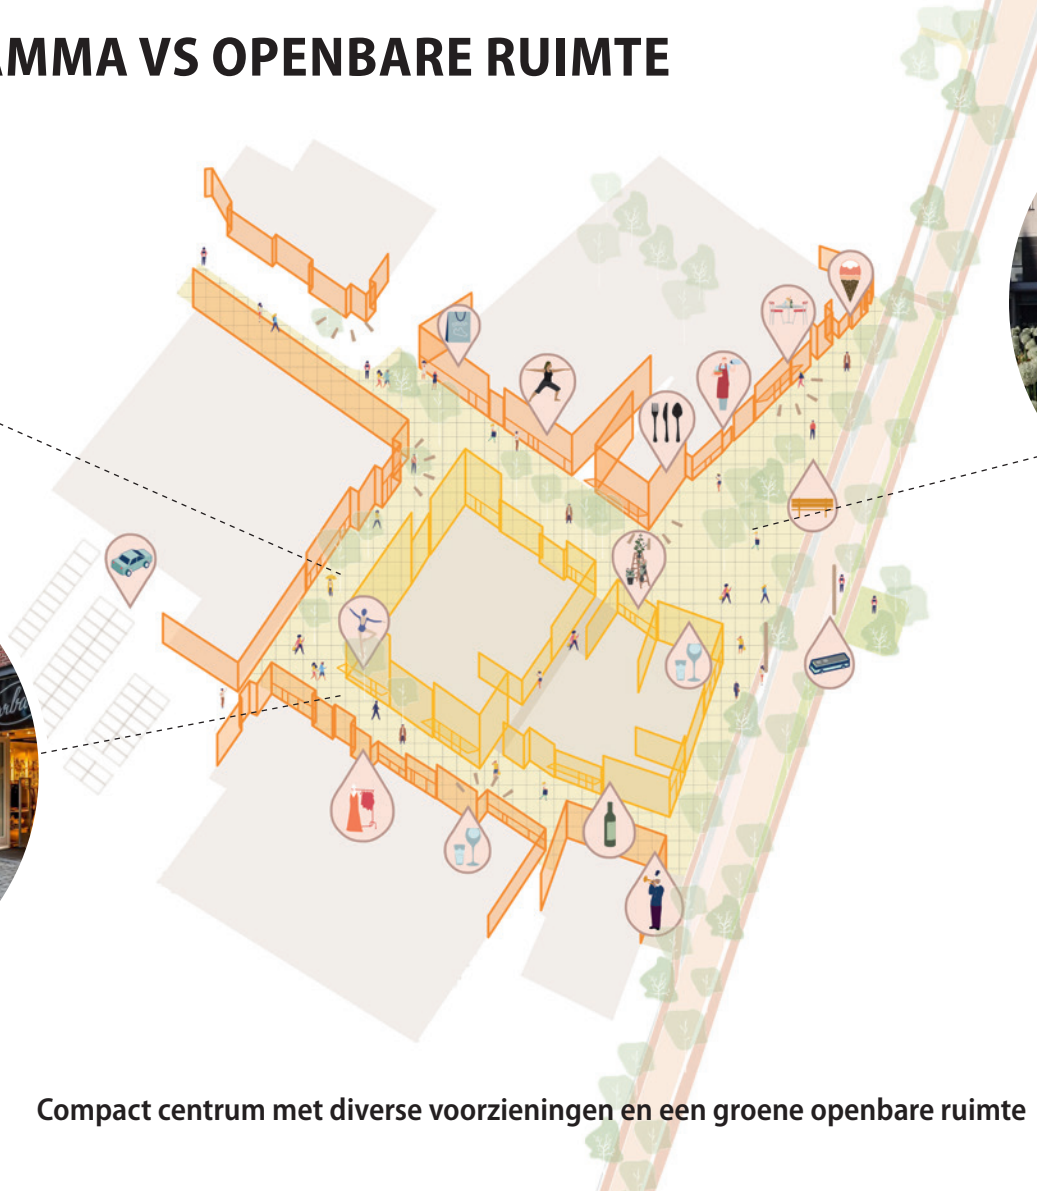 AMMA VS OPENBARE RUIMTE
Compact centrum met diverse voorzieningen en een groene openbare ruimte